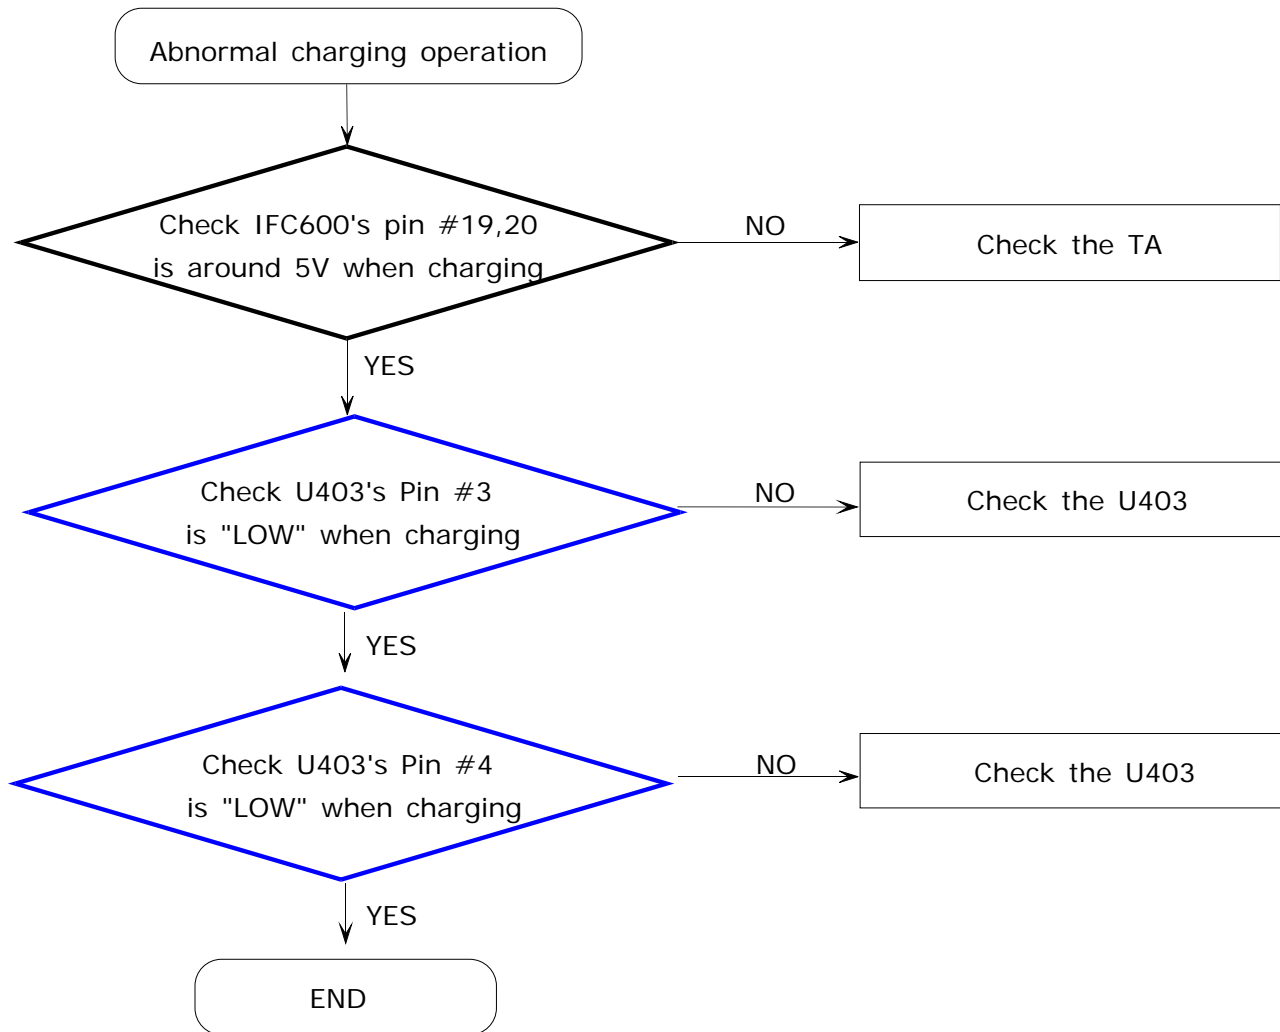 Abnormal charging operation
Check IFC600's pin #19,20
is around 5V when charging
NO
Check the TA
YES
Check U403's Pin #3
is "LOW" when charging
NO
Check the U403
YES
Check U403's Pin #4
is "LOW" when charging
NO
Check the U403
YES
END